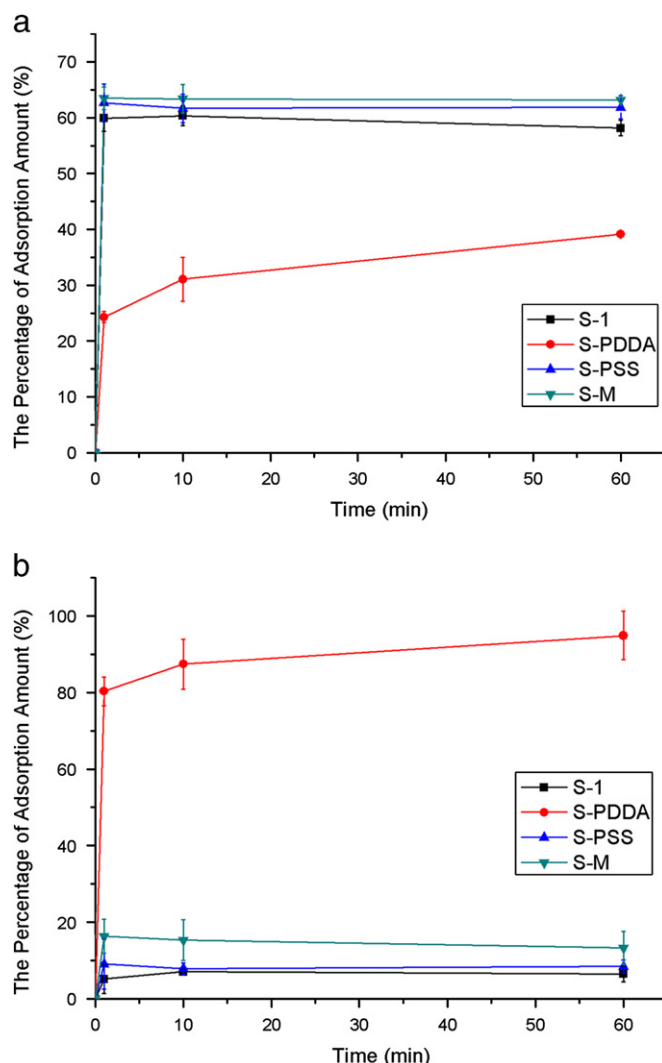 a
The Percentage of Adsorption Amount (%)
70
60
50
40
30
20
10
0
S-1
S-PDDA
S-PSS
S-M
0 10 20 30 40 50 60
Time (min)
b
The Percentage of Adsorption Amount (%)
100
80
60
40
20
0
S-1
S-PDDA
S-PSS
S-M
0 10 20 30 40 50 60
Time (min)